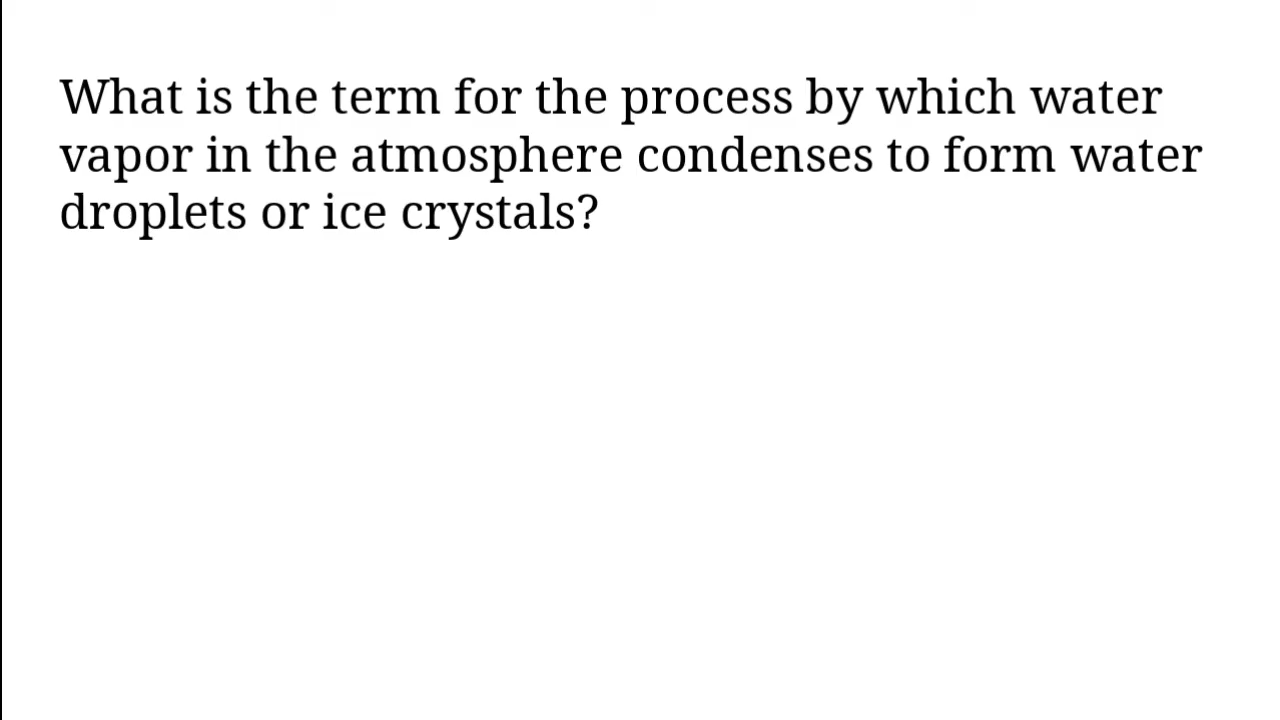 What is the term for the process by which water
vapor in the atmosphere condenses to form water
droplets or ice crystals?